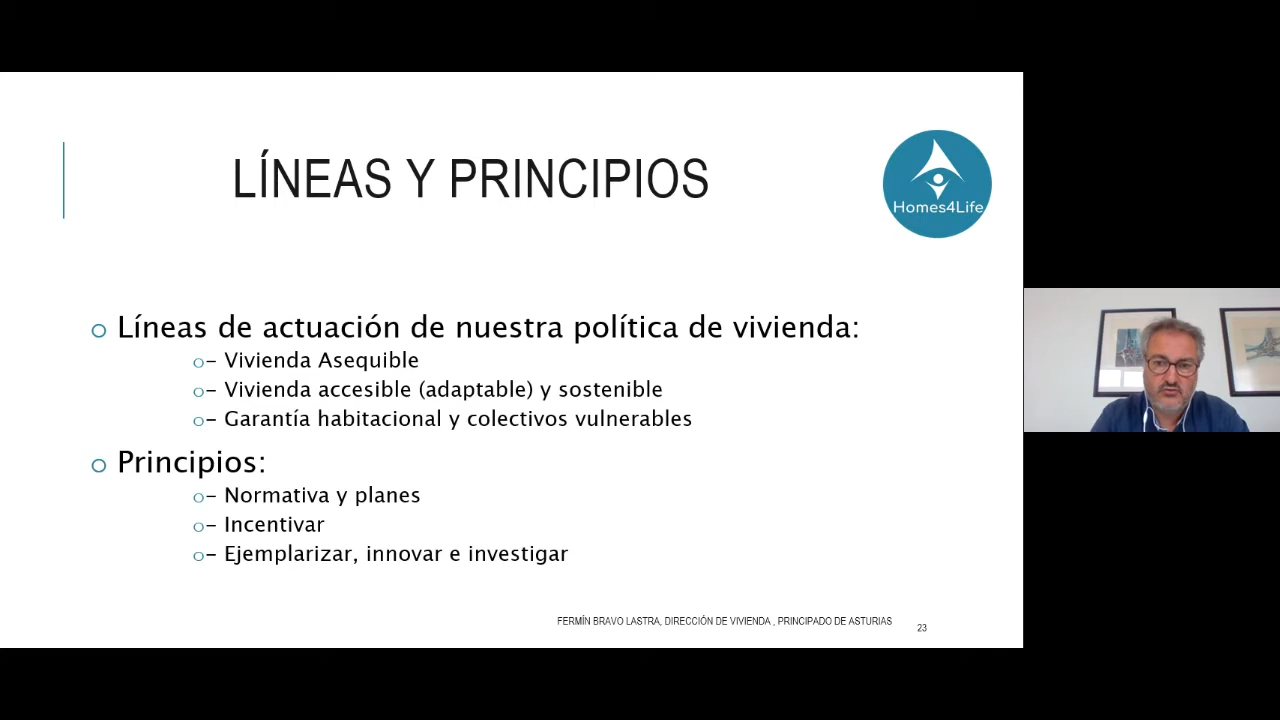 LÍNEAS Y PRINCIPIOS
Homes4Life
o Líneas de actuación de nuestra política de vivienda:
o– Vivienda Asequible
o– Vivienda accesible (adaptable) y sostenible
o– Garantía habitacional y colectivos vulnerables
o Principios:
o– Normativa y planes
o– Incentivar
o– Ejemplarizar, innovar e investigar
FERMÍN BRAVO LASTRA, DIRECCIÓN DE VIVIENDA , PRINCIPADO DE ASTURIAS
23